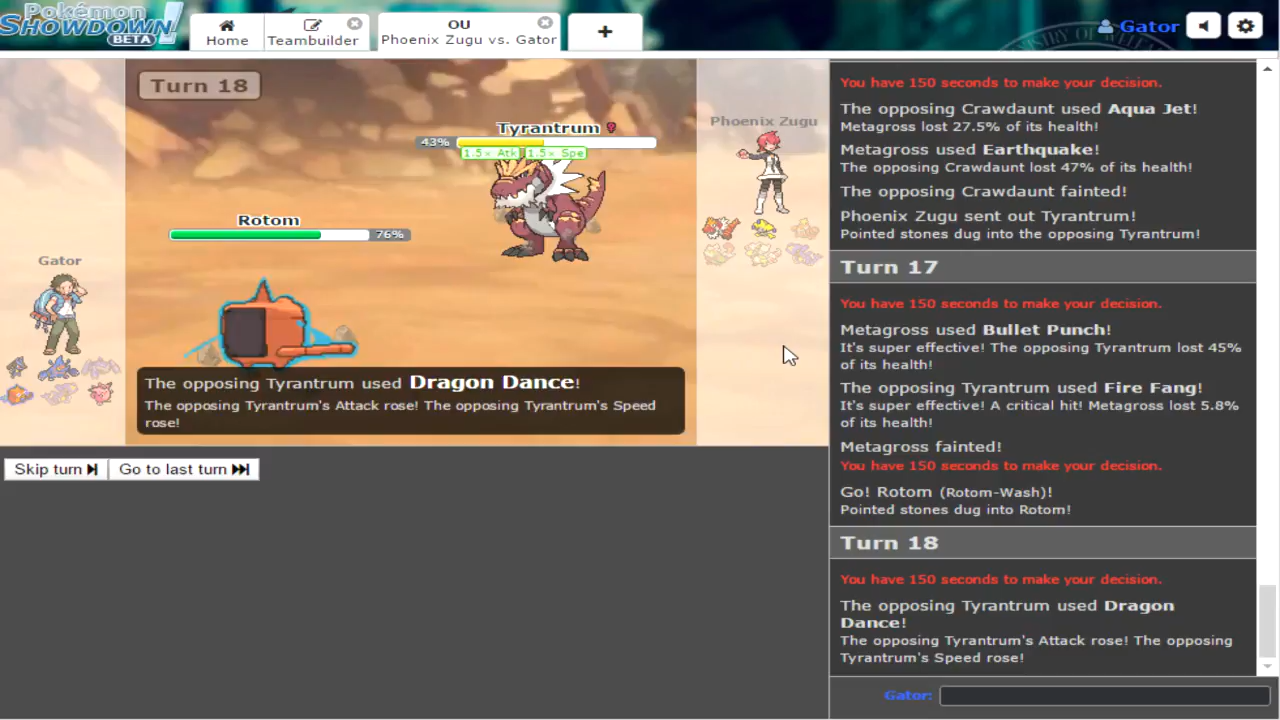 Pokémon
SHOWDOWN!
BETA
Home
Teambuilder
OU
Phoenix Zugu vs. Gator
+
Gator
Turn 18
Tyrantrum
43%
1.5× Atk 1.5× Spe
Rotom
76%
Gator
Phoenix Zugu
The opposing Tyrantrum used Dragon Dance!
The opposing Tyrantrum's Attack rose! The opposing Tyrantrum's Speed
rose!
Skip turn
Go to last turn
You have 150 seconds to make your decision.
The opposing Crawdaunt used Aqua Jet!
Metagross lost 27.5% of its health!
Metagross used Earthquake!
The opposing Crawdaunt lost 47% of its health!
The opposing Crawdaunt fainted!
Phoenix Zugu sent out Tyrantrum!
Pointed stones dug into the opposing Tyrantrum!
Turn 17
You have 150 seconds to make your decision.
Metagross used Bullet Punch!
It's super effective! The opposing Tyrantrum lost 45%
of its health!
The opposing Tyrantrum used Fire Fang!
It's super effective! A critical hit! Metagross lost 5.8%
of its health!
Metagross fainted!
You have 150 seconds to make your decision.
Go! Rotom (Rotom-Wash)!
Pointed stones dug into Rotom!
Turn 18
You have 150 seconds to make your decision.
The opposing Tyrantrum used Dragon
Dance!
The opposing Tyrantrum's Attack rose! The opposing
Tyrantrum's Speed rose!
Gator: